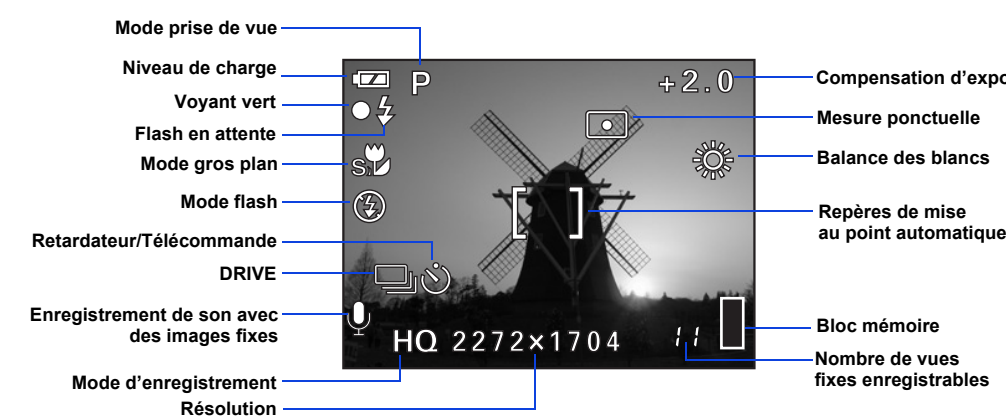 Mode prise de vue
Niveau de charge
Voyant vert
Flash en attente
Mode gros plan
Mode flash
Retardateur/Télécommande
DRIVE
Enregistrement de son avec
des images fixes
Mode d'enregistrement
Résolution
P
+2.0
S
HQ 2272×1704
11
Compensation d'expo
Mesure ponctuelle
Balance des blancs
Repères de mise
au point automatique
Bloc mémoire
Nombre de vues
fixes enregistrables